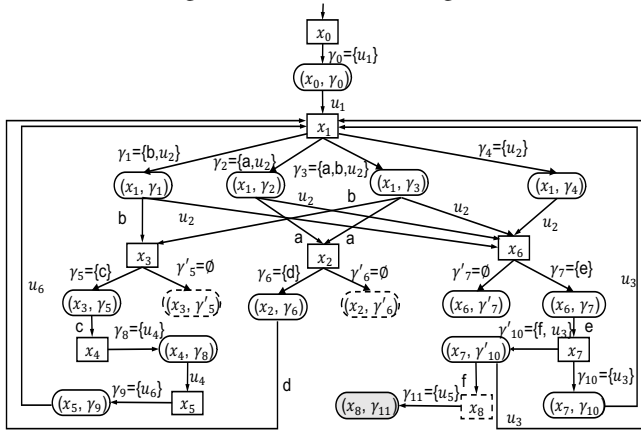 x₀
γ₀={u₁}
(x₀, γ₀)
u₁
x₁
γ₁={b,u₂} γ₂={a,u₂} γ₃={a,b,u₂} γ₄={u₂}
(x₁, γ₁) (x₁, γ₂) (x₁, γ₃) (x₁, γ₄)
b u₂ u₂ b u₂ u₂
a a
x₃ x₂ x₆
u₆ γ₅={c} γ'₅=∅ γ₆={d} γ'₆=∅ γ'₇=∅ γ₇={e} u₃
(x₃, γ₅) (x₃, γ'₅) (x₂, γ₆) (x₂, γ'₆) (x₆, γ'₇) (x₆, γ₇)
c γ₈={u₄} γ'₁₀={f, u₃} e
x₄ (x₄, γ₈) (x₇, γ'₁₀) x₇
u₄ d f γ₁₀={u₃}
γ₉={u₆} γ₁₁={u₅}
(x₅, γ₉) x₅ (x₈, γ₁₁) x₈ (x₇, γ₁₀)
u₃